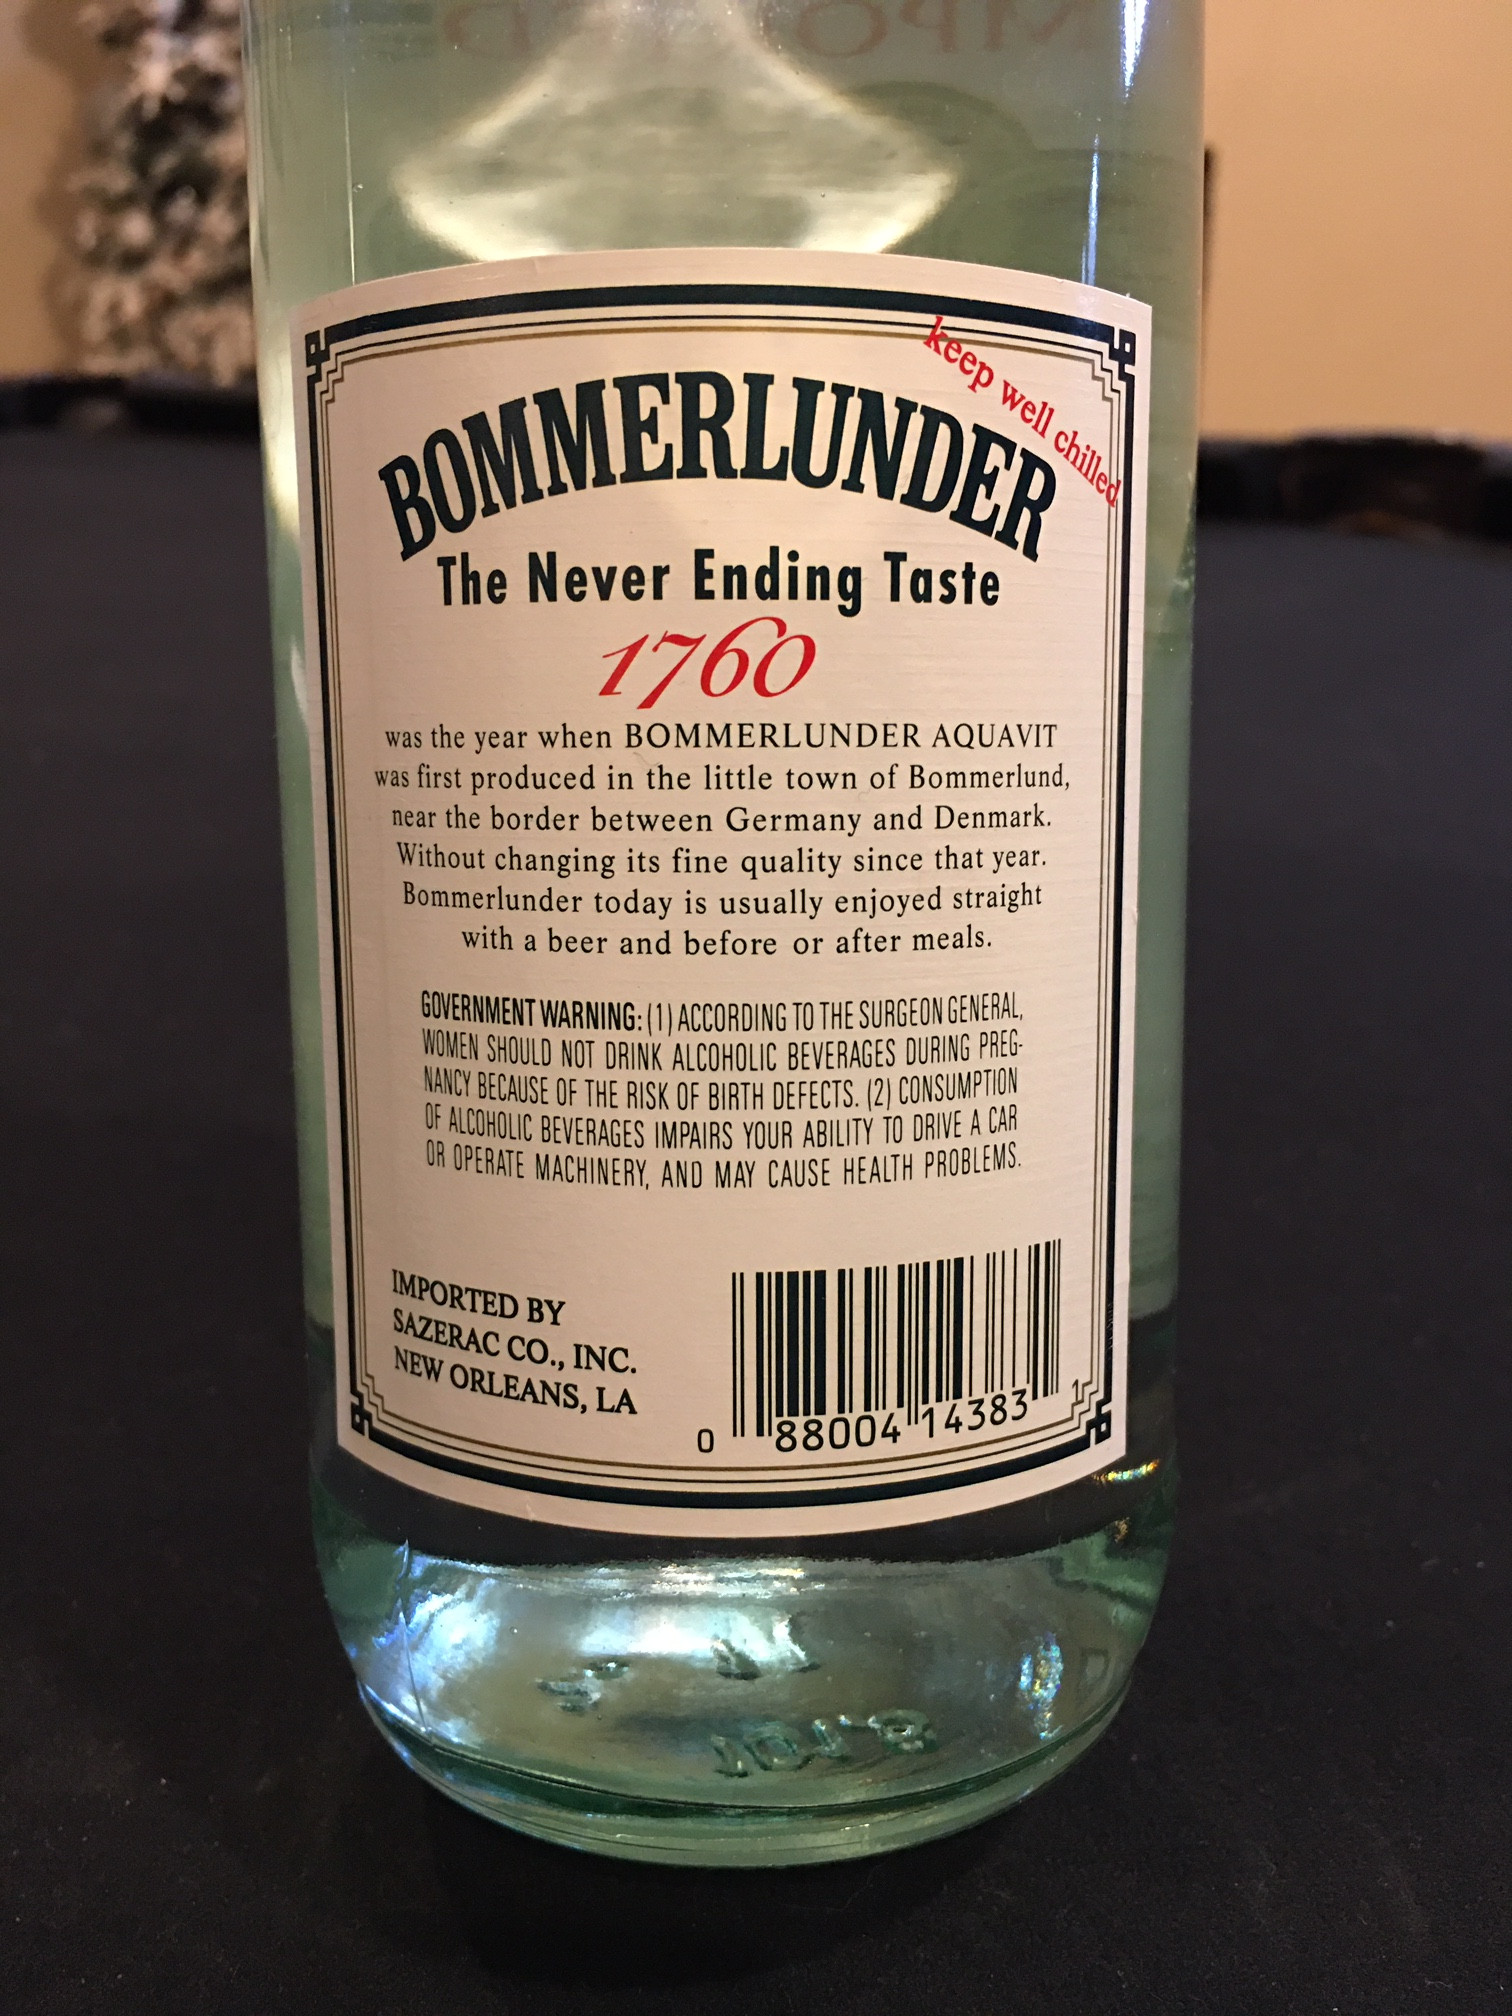 keep well chilled
BOMMERLUNDER
The Never Ending Taste
1760
was the year when BOMMERLUNDER AQUAVIT
was first produced in the little town of Bommerlund,
near the border between Germany and Denmark.
Without changing its fine quality since that year.
Bommerlunder today is usually enjoyed straight
with a beer and before or after meals.
GOVERNMENT WARNING: (1) ACCORDING TO THE SURGEON GENERAL,
WOMEN SHOULD NOT DRINK ALCOHOLIC BEVERAGES DURING PREG-
NANCY BECAUSE OF THE RISK OF BIRTH DEFECTS. (2) CONSUMPTION
OF ALCOHOLIC BEVERAGES IMPAIRS YOUR ABILITY TO DRIVE A CAR
OR OPERATE MACHINERY, AND MAY CAUSE HEALTH PROBLEMS.
IMPORTED BY
SAZERAC CO., INC.
NEW ORLEANS, LA
0 88004 14383 1